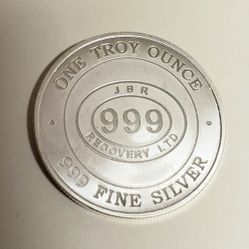 ONE TROY OUNCE
JBR
999
RECOVERY LTD
999 FINE SILVER